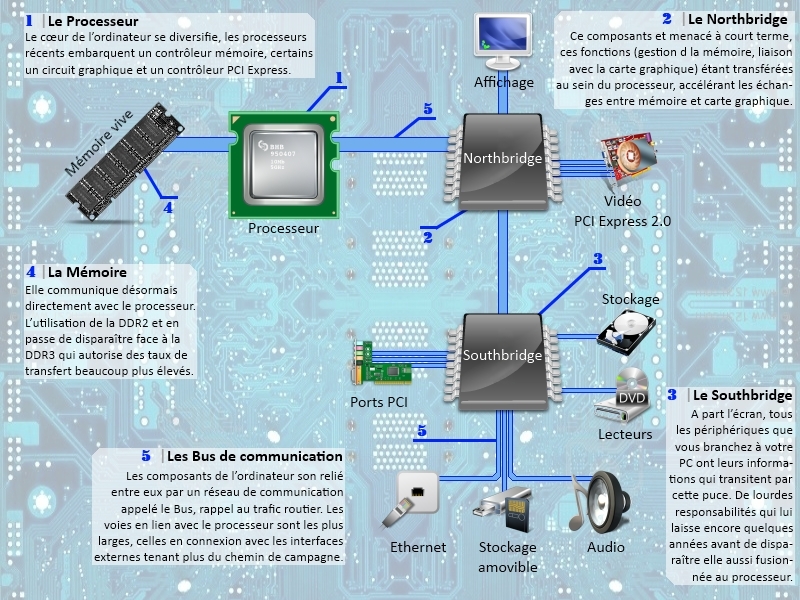 1 | Le Processeur
Le cœur de l'ordinateur se diversifie, les processeurs
récents embarquent un contrôleur mémoire, certains
un circuit graphique et un contrôleur PCI Express.
2 | Le Northbridge
Ce composants et menacé à court terme,
ces fonctions (gestion d la mémoire, liaison
avec la carte graphique) étant transférées
au sein du processeur, accélérant les échan-
ges entre mémoire et carte graphique.
Affichage
1
5
Mémoire vive
4
950407
Processeur
Northbridge
2
Vidéo
PCI Express 2.0
3
4 | La Mémoire
Elle communique désormais
directement avec le processeur.
L'utilisation de la DDR2 et en
passe de disparaître face à la
DDR3 qui autorise des taux de
transfert beaucoup plus élevés.
Stockage
Southbridge
Ports PCI
DVD
Lecteurs
5
3 | Le Southbridge
A part l'écran, tous
les périphériques que
vous branchez à votre
PC ont leurs informa-
tions qui transitent par
cette puce. De lourdes
responsabilités qui lui
laisse encore quelques
années avant de dispa-
raître elle aussi fusion-
née au processeur.
5 | Les Bus de communication
Les composants de l'ordinateur son relié
entre eux par un réseau de communication
appelé le Bus, rappel au trafic routier. Les
voies en lien avec le processeur sont les plus
larges, celles en connexion avec les interfaces
externes tenant plus du chemin de campagne.
Ethernet
Stockage
amovible
Audio